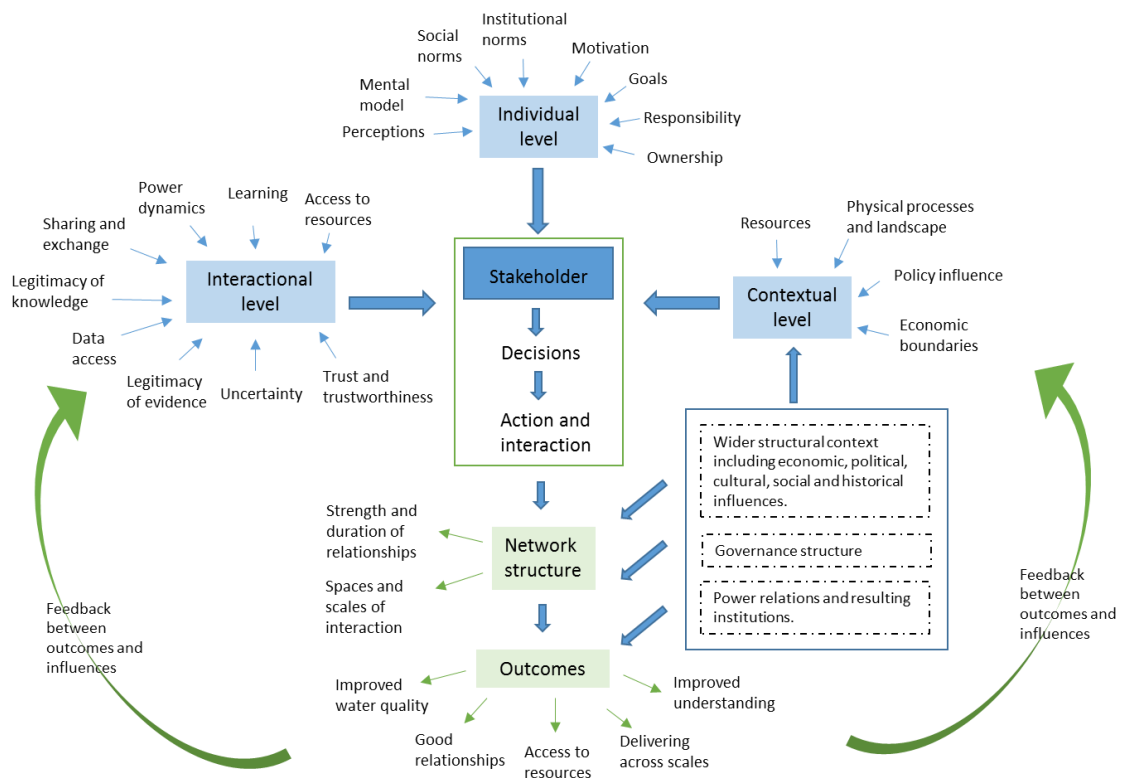 Social
norms
Institutional
norms
Motivation
Goals
Mental
model
Perceptions
Individual
level
Responsibility
Ownership
Power
dynamics
Learning
Access to
resources
Sharing and
exchange
Legitimacy of
knowledge
Data
access
Legitimacy
of evidence
Uncertainty
Trust and
trustworthiness
Interactional
level
Stakeholder
Decisions
Action and
interaction
Resources
Physical processes
and landscape
Policy influence
Economic
boundaries
Contextual
level
Wider structural context
including economic, political,
cultural, social and historical
influences.
Governance structure
Power relations and resulting
institutions.
Strength and
duration of
relationships
Spaces and
scales of
interaction
Network
structure
Outcomes
Improved
water quality
Good
relationships
Access to
resources
Delivering
across scales
Improved
understanding
Feedback
between
outcomes and
influences
Feedback
between
outcomes and
influences